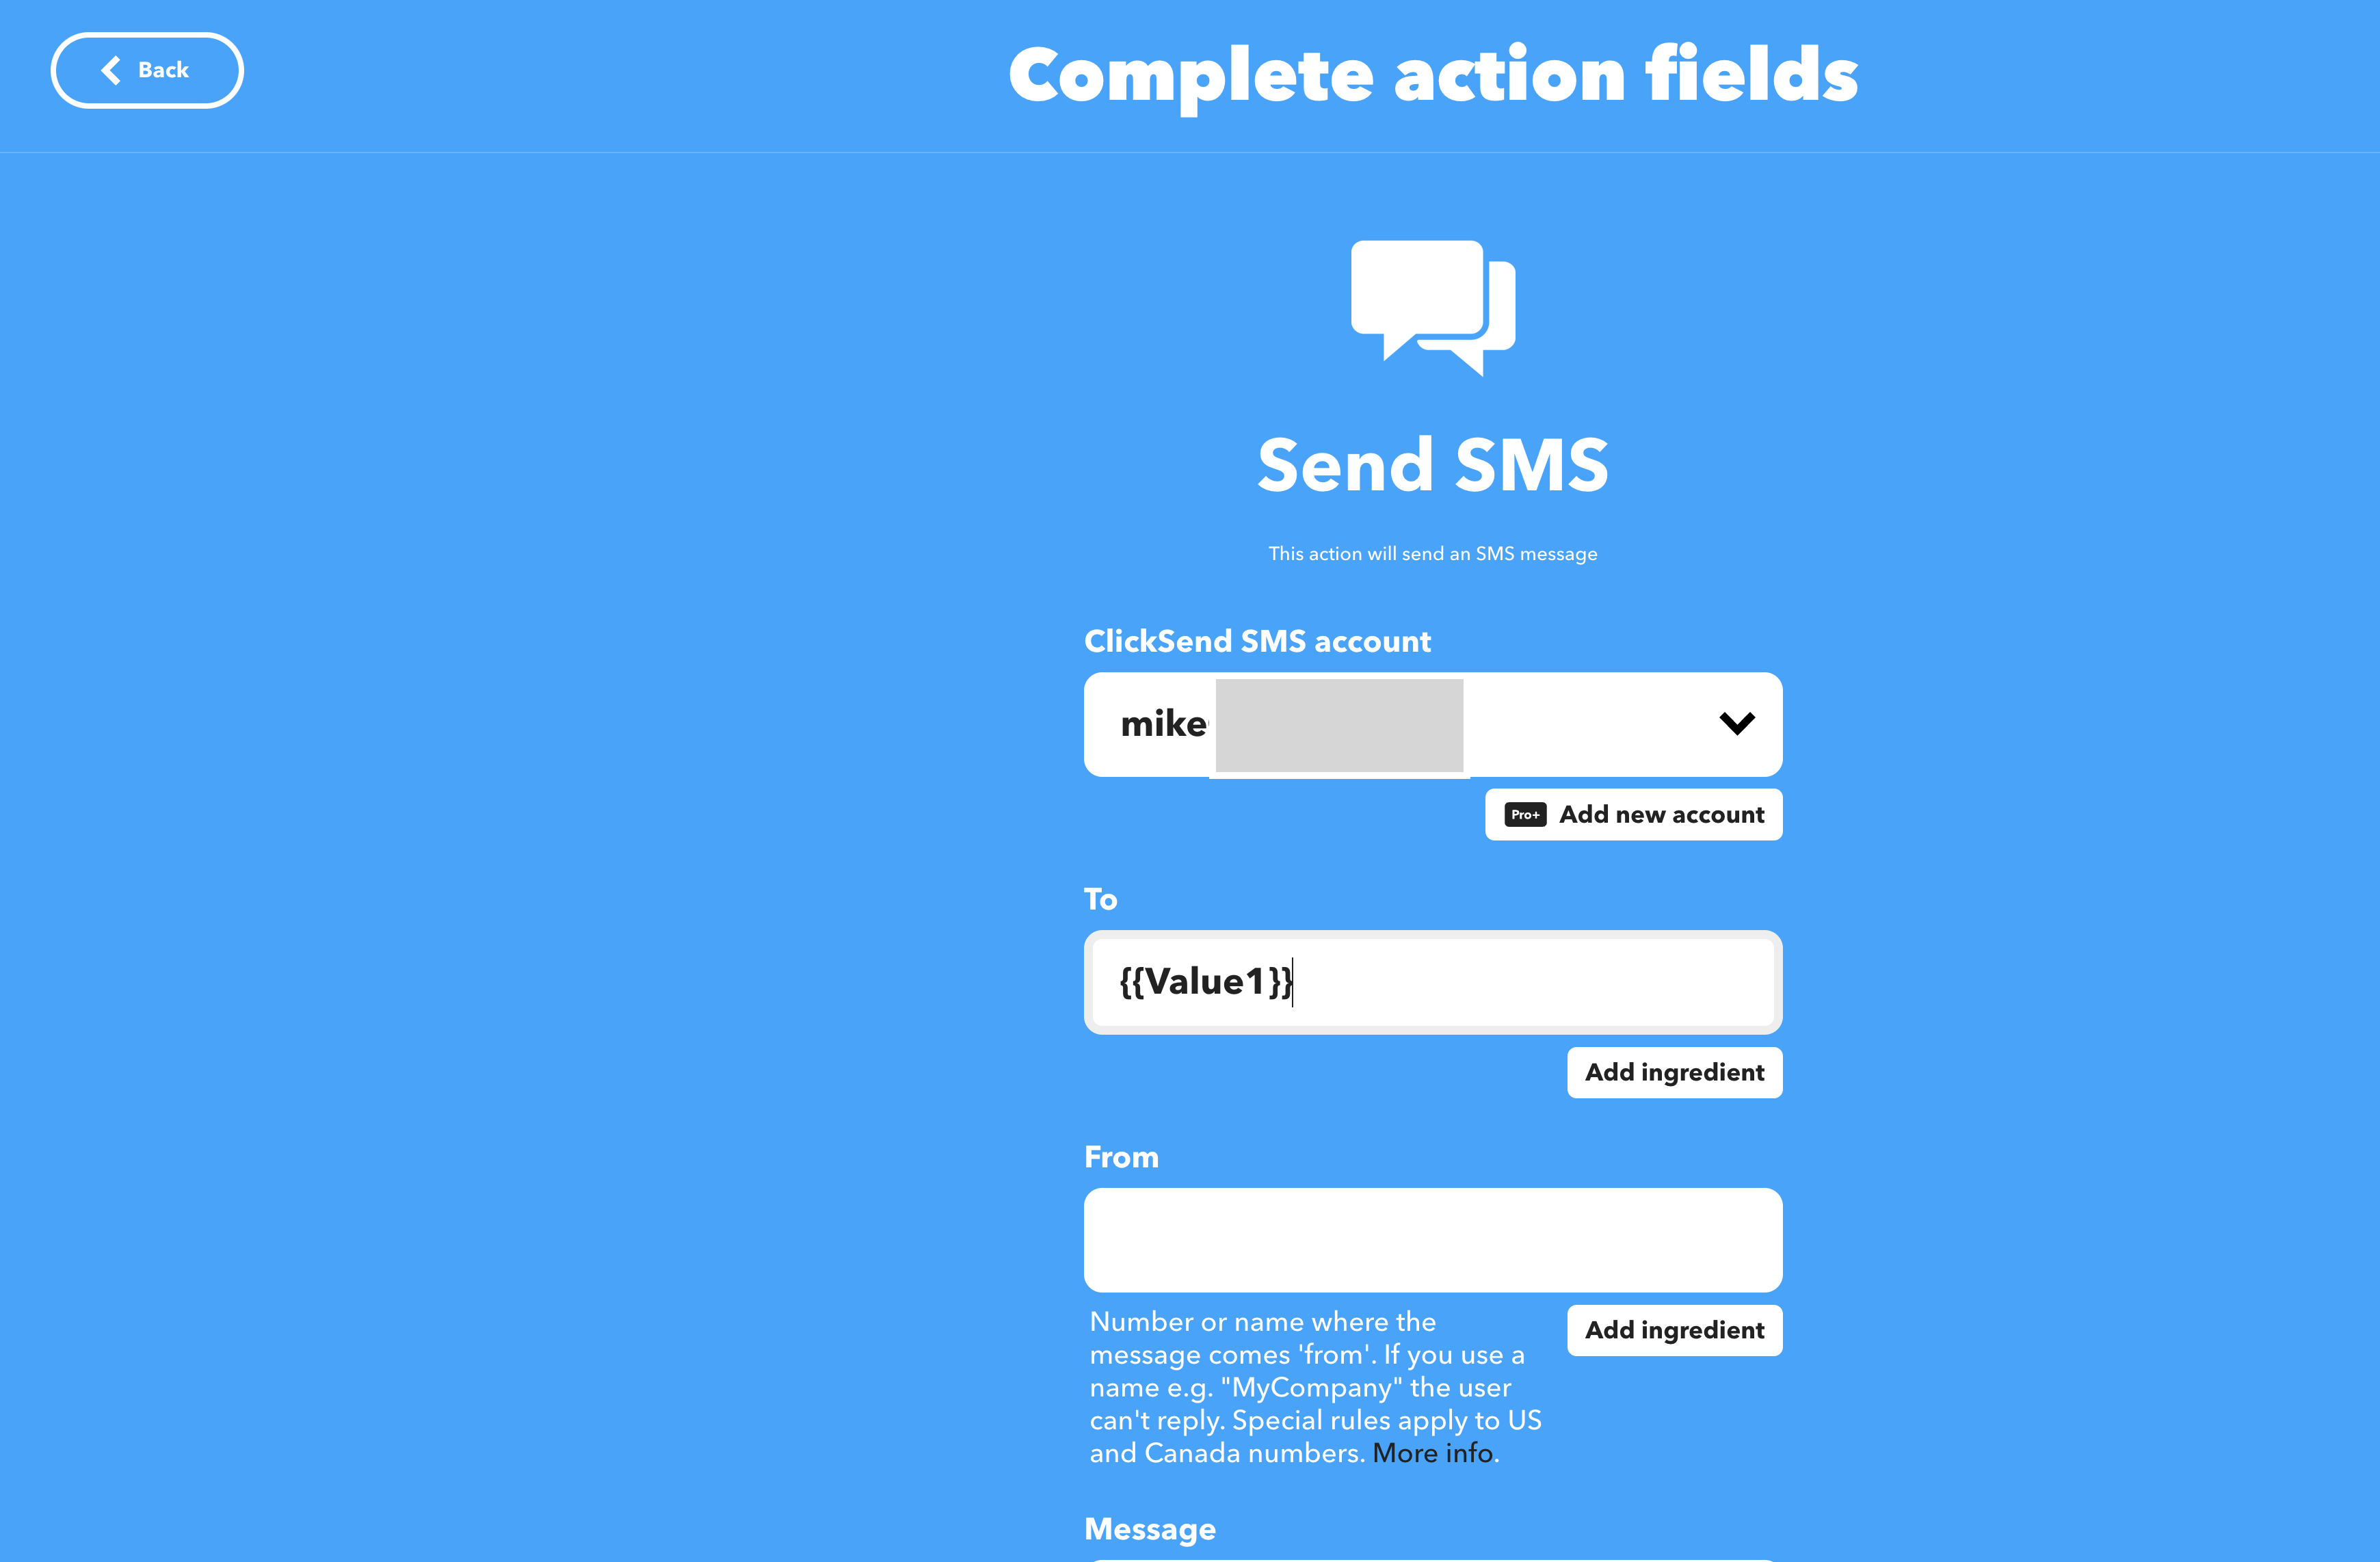 Back
Complete action fields
Send SMS
This action will send an SMS message
ClickSend SMS account
mike
Pro+ Add new account
To
{{Value1}}
Add ingredient
From
Add ingredient
Number or name where the
message comes 'from'. If you use a
name e.g. "MyCompany" the user
can't reply. Special rules apply to US
and Canada numbers. More info.
Message